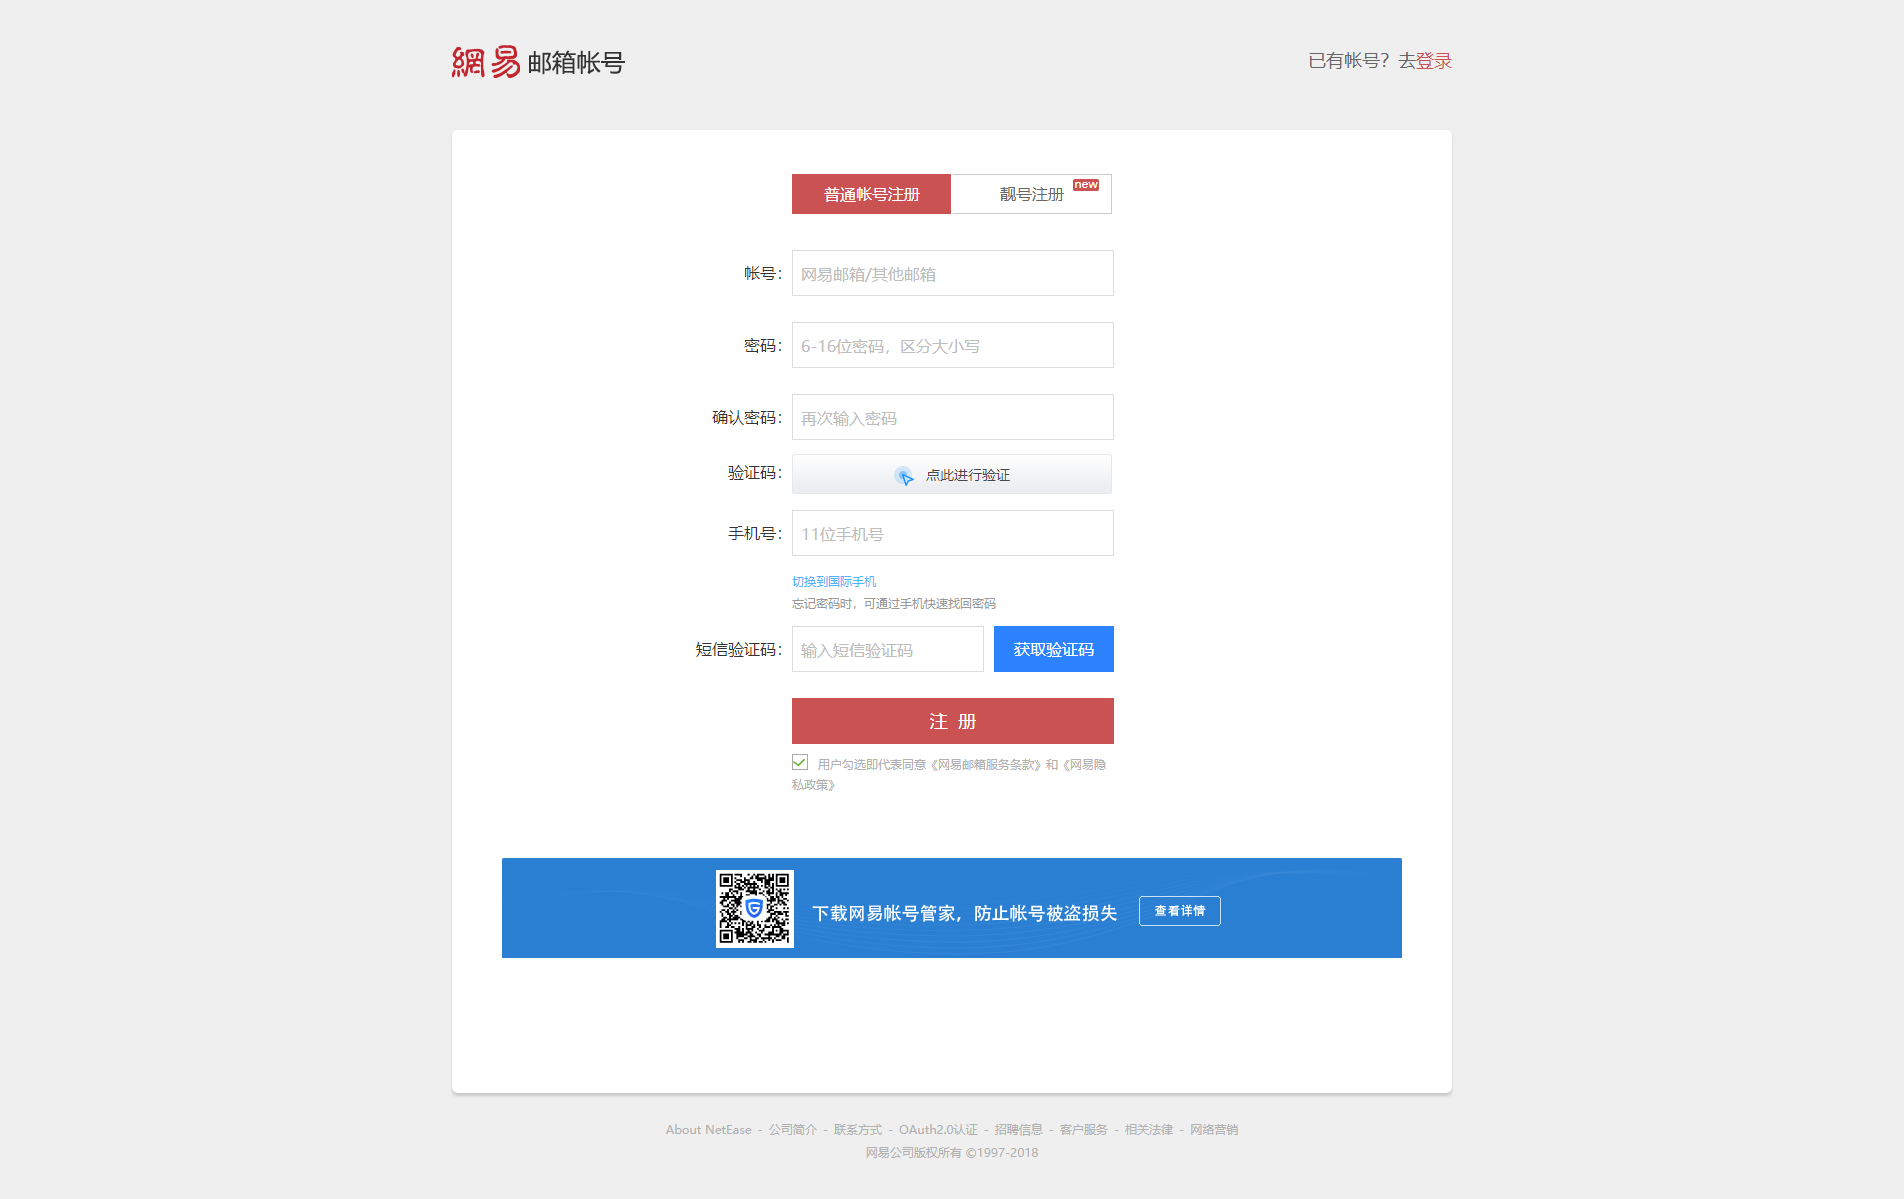 網易 邮箱帐号
已有帐号？去登录
普通帐号注册
靓号注册 new
帐号：
网易邮箱/其他邮箱
密码：
6-16位密码，区分大小写
确认密码：
再次输入密码
验证码：
点此进行验证
手机号：
11位手机号
切换到国际手机
忘记密码时，可通过手机快速找回密码
短信验证码：
输入短信验证码
获取验证码
注 册
用户勾选即代表同意《网易邮箱服务条款》和《网易隐
私政策》
下载网易帐号管家，防止帐号被盗损失
查看详情
About NetEase - 公司简介 - 联系方式 - OAuth2.0认证 - 招聘信息 - 客户服务 - 相关法律 - 网络营销
网易公司版权所有 ©1997-2018